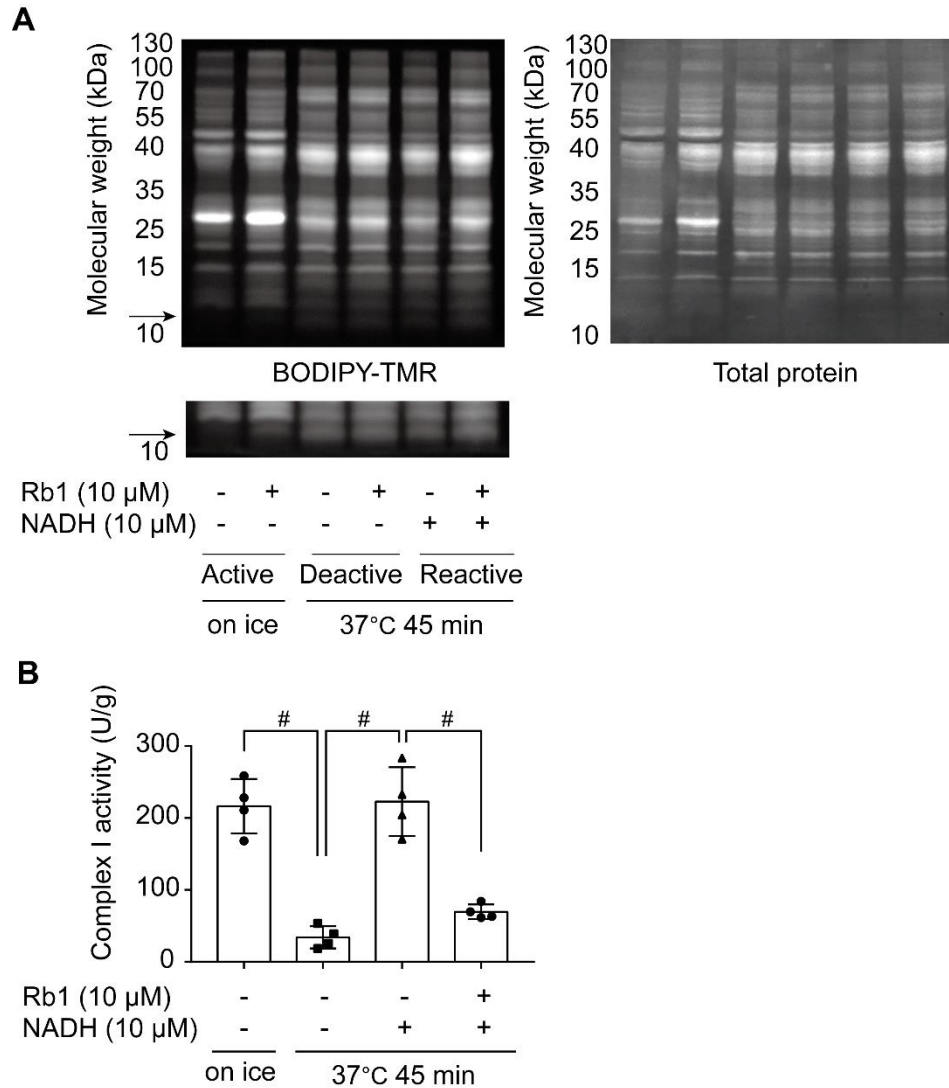 A
Molecular weight (kDa)
130
100
70
55
40
35
25
15
10
BODIPY-TMR
Molecular weight (kDa)
130
100
70
55
40
35
25
15
10
Total protein
10
Rb1 (10 µM) - + - + - +
NADH (10 µM) - - - - + +
Active Deactive Reactive
on ice 37°C 45 min
B
Complex I activity (U/g)
# # #
300
200
100
0
Rb1 (10 µM) - - - +
NADH (10 µM) - - + +
on ice 37°C 45 min